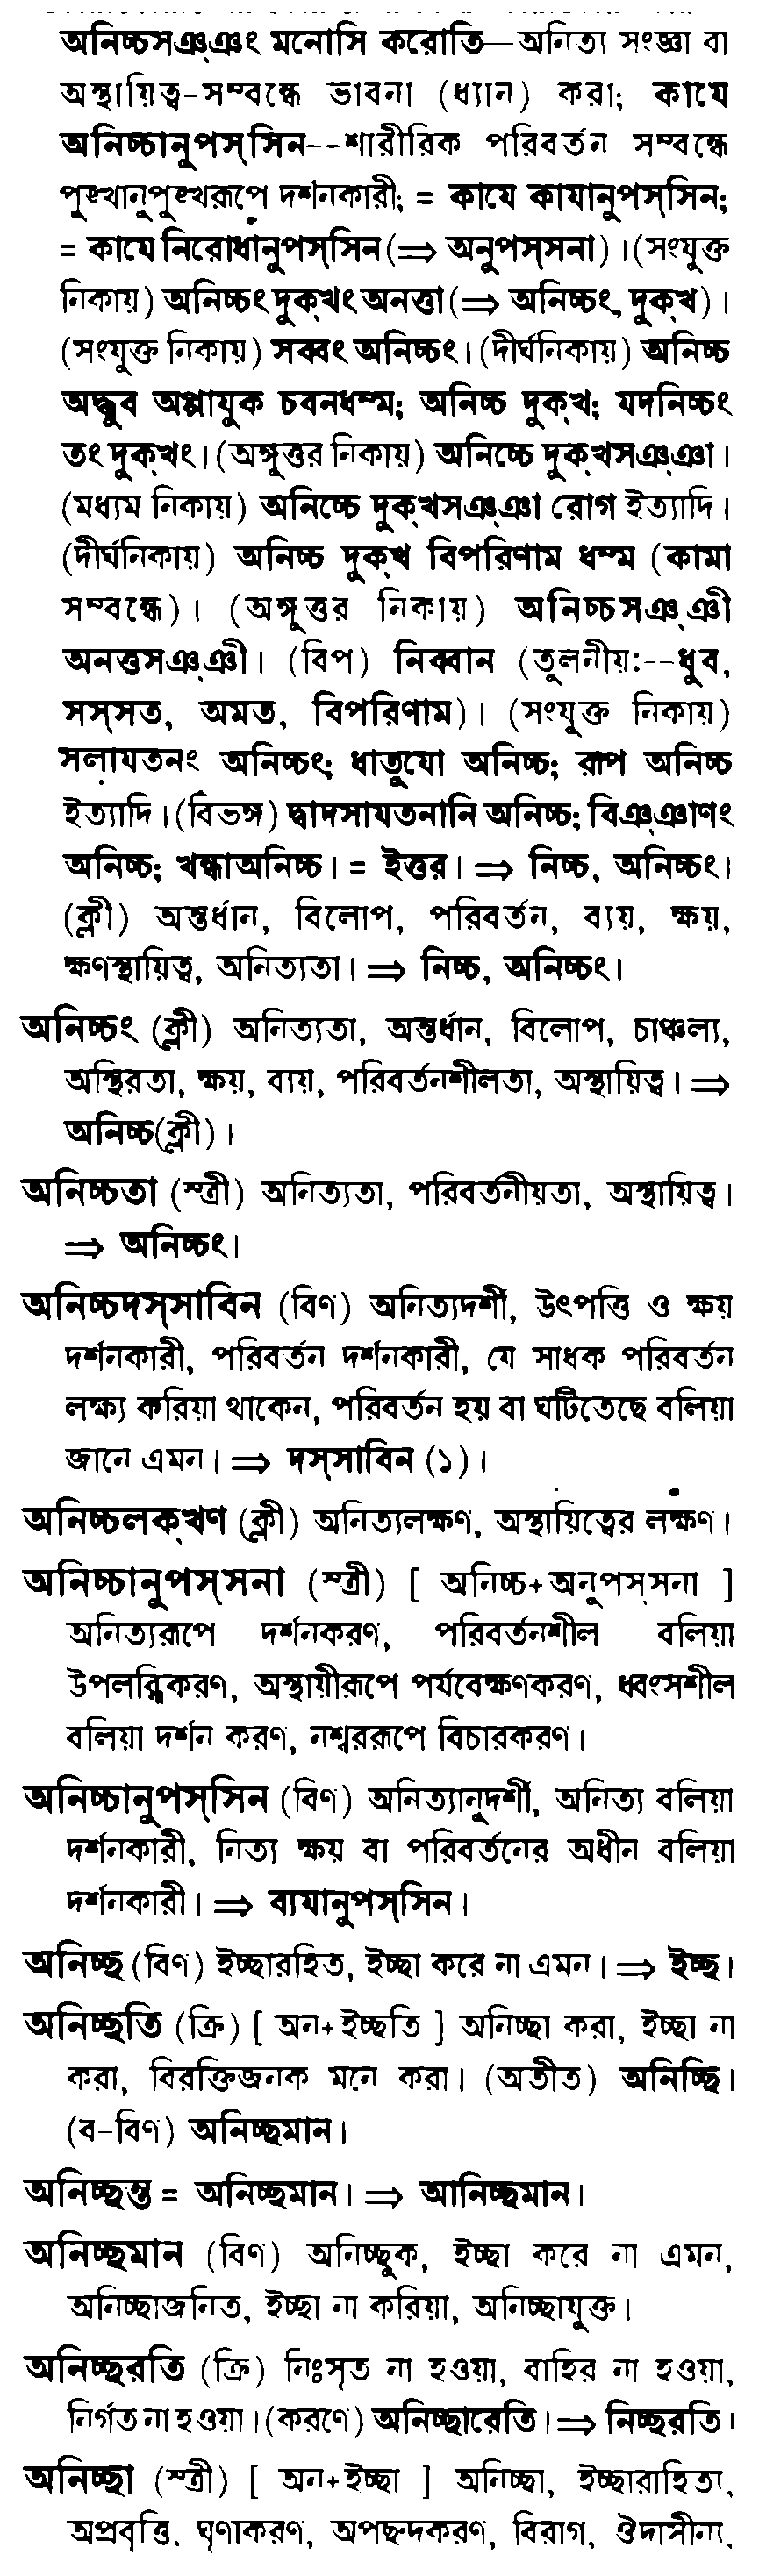 অনিচ্চসঞ্ঞং মনোসি করোতি—অনিত্য সংজ্ঞা বা
অস্থায়িত্ব-সম্বন্ধে ভাবনা (ধ্যান) করা; কাযে
অনিচ্চানুপস্সিন--শারীরিক পরিবর্তন সম্বন্ধে
পুঙ্খানুপুঙ্খরূপে দর্শনকারী; = কাযে কাযানুপস্সিন;
= কাযে নিরোধানুপস্সিন (⇒ অনুপস্সনা) । (সংযুক্ত
নিকায়) অনিচ্চং দুক্খং অনত্তা (⇒ অনিচ্চং, দুক্খ) ।
(সংযুক্ত নিকায়) সব্বং অনিচ্চং । (দীর্ঘনিকায়) অনিচ্চ
অদ্ধুব অপ্পাযুক চবনধম্ম; অনিচ্চ দুক্খ; যদনিচ্চং
তং দুক্খং । (অঙ্গুত্তর নিকায়) অনিচ্চে দুক্খসঞ্ঞা ।
(মধ্যম নিকায়) অনিচ্চে দুক্খসঞ্ঞা রোগ ইত্যাদি ।
(দীর্ঘনিকায়) অনিচ্চ দুক্খ বিপরিণাম ধম্ম (কামা
সম্বন্ধে) । (অঙ্গুত্তর নিকায়) অনিচ্চসঞ্ঞী
অনত্তসঞ্ঞী । (বিপ) নিব্বান (তুলনীয়:--ধুব,
সস্সত, অমত, বিপরিণাম) । (সংযুক্ত নিকায়)
সলাযতনং অনিচ্চং; ধাতুযো অনিচ্চ; রূপ অনিচ্চ
ইত্যাদি । (বিভঙ্গ) দ্বাদসাযতনানি অনিচ্চ; বিঞ্ঞাণং
অনিচ্চ; খন্ধাঅনিচ্চ । = ইত্তর । ⇒ নিচ্চ, অনিচ্চং ।
(ক্লী) অন্তর্ধান, বিলোপ, পরিবর্তন, ব্যয়, ক্ষয়,
ক্ষণস্থায়িত্ব, অনিত্যতা । ⇒ নিচ্চ, অনিচ্চং ।
অনিচ্চং (ক্লী) অনিত্যতা, অন্তর্ধান, বিলোপ, চাঞ্চল্য,
অস্থিরতা, ক্ষয়, ব্যয়, পরিবর্তনশীলতা, অস্থায়িত্ব । ⇒
অনিচ্চ(ক্লী) ।
অনিচ্চতা (স্ত্রী) অনিত্যতা, পরিবর্তনীয়তা, অস্থায়িত্ব ।
⇒ অনিচ্চং ।
অনিচ্চদস্সাবিন (বিণ) অনিত্যদর্শী, উৎপত্তি ও ক্ষয়
দর্শনকারী, পরিবর্তন দর্শনকারী, যে সাধক পরিবর্তন
লক্ষ্য করিয়া থাকেন, পরিবর্তন হয় বা ঘটিতেছে বলিয়া
জানে এমন । ⇒ দস্সাবিন (১) ।
অনিচ্চলক্খণ (ক্লী) অনিত্যলক্ষণ, অস্থায়িত্বের লক্ষণ ।
অনিচ্চানুপস্সনা (স্ত্রী) [ অনিচ্চ+অনুপস্সনা ]
অনিত্যরূপে দর্শনকরণ, পরিবর্তনশীল বলিয়া
উপলব্ধিকরণ, অস্থায়ীরূপে পর্যবেক্ষণকরণ, ধ্বংসশীল
বলিয়া দর্শন করণ, নশ্বররূপে বিচারকরণ ।
অনিচ্চানুপস্সিন (বিণ) অনিত্যানুদর্শী, অনিত্য বলিয়া
দর্শনকারী, নিত্য ক্ষয় বা পরিবর্তনের অধীন বলিয়া
দর্শনকারী । ⇒ ব্যযানুপস্সিন ।
অনিচ্ছ (বিণ) ইচ্ছারহিত, ইচ্ছা করে না এমন । ⇒ ইচ্ছ ।
অনিচ্ছতি (ক্রি) [ অন+ইচ্ছতি ] অনিচ্ছা করা, ইচ্ছা না
করা, বিরক্তিজনক মনে করা । (অতীত) অনিচ্ছি ।
(ব-বিণ) অনিচ্ছমান ।
অনিচ্ছন্ত = অনিচ্ছমান । ⇒ আনিচ্ছমান ।
অনিচ্ছমান (বিণ) অনিচ্ছুক, ইচ্ছা করে না এমন,
অনিচ্ছাজনিত, ইচ্ছা না করিয়া, অনিচ্ছাযুক্ত ।
অনিচ্ছরতি (ক্রি) নিঃসৃত না হওয়া, বাহির না হওয়া,
নির্গত না হওয়া । (করণে) অনিচ্ছারেতি । ⇒ নিচ্ছরতি ।
অনিচ্ছা (স্ত্রী) [ অন+ইচ্ছা ] অনিচ্ছা, ইচ্ছারাহিত্য,
অপ্রবৃত্তি, ঘৃণাকরণ, অপছন্দকরণ, বিরাগ, ঔদাসীন্য,